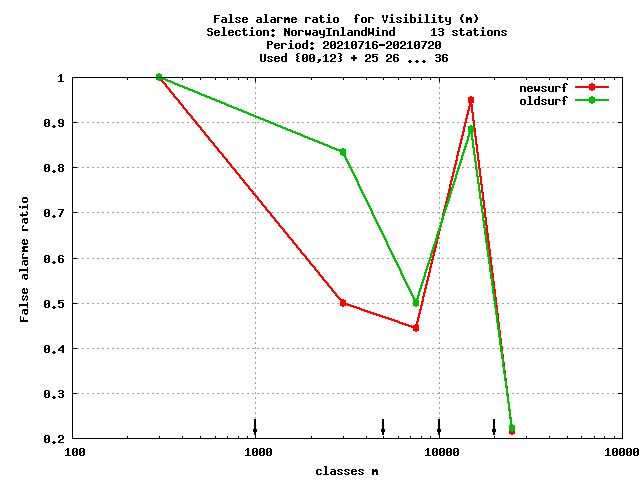 False alarme ratio  for Visibility (m)
Selection: NorwayInlandWind     13 stations
Period: 20210716-20210720
Used {00,12} + 25 26 ... 36
newsurf
oldsurf
False alarme ratio
1
0.9
0.8
0.7
0.6
0.5
0.4
0.3
0.2
100 1000 10000 10000
classes m